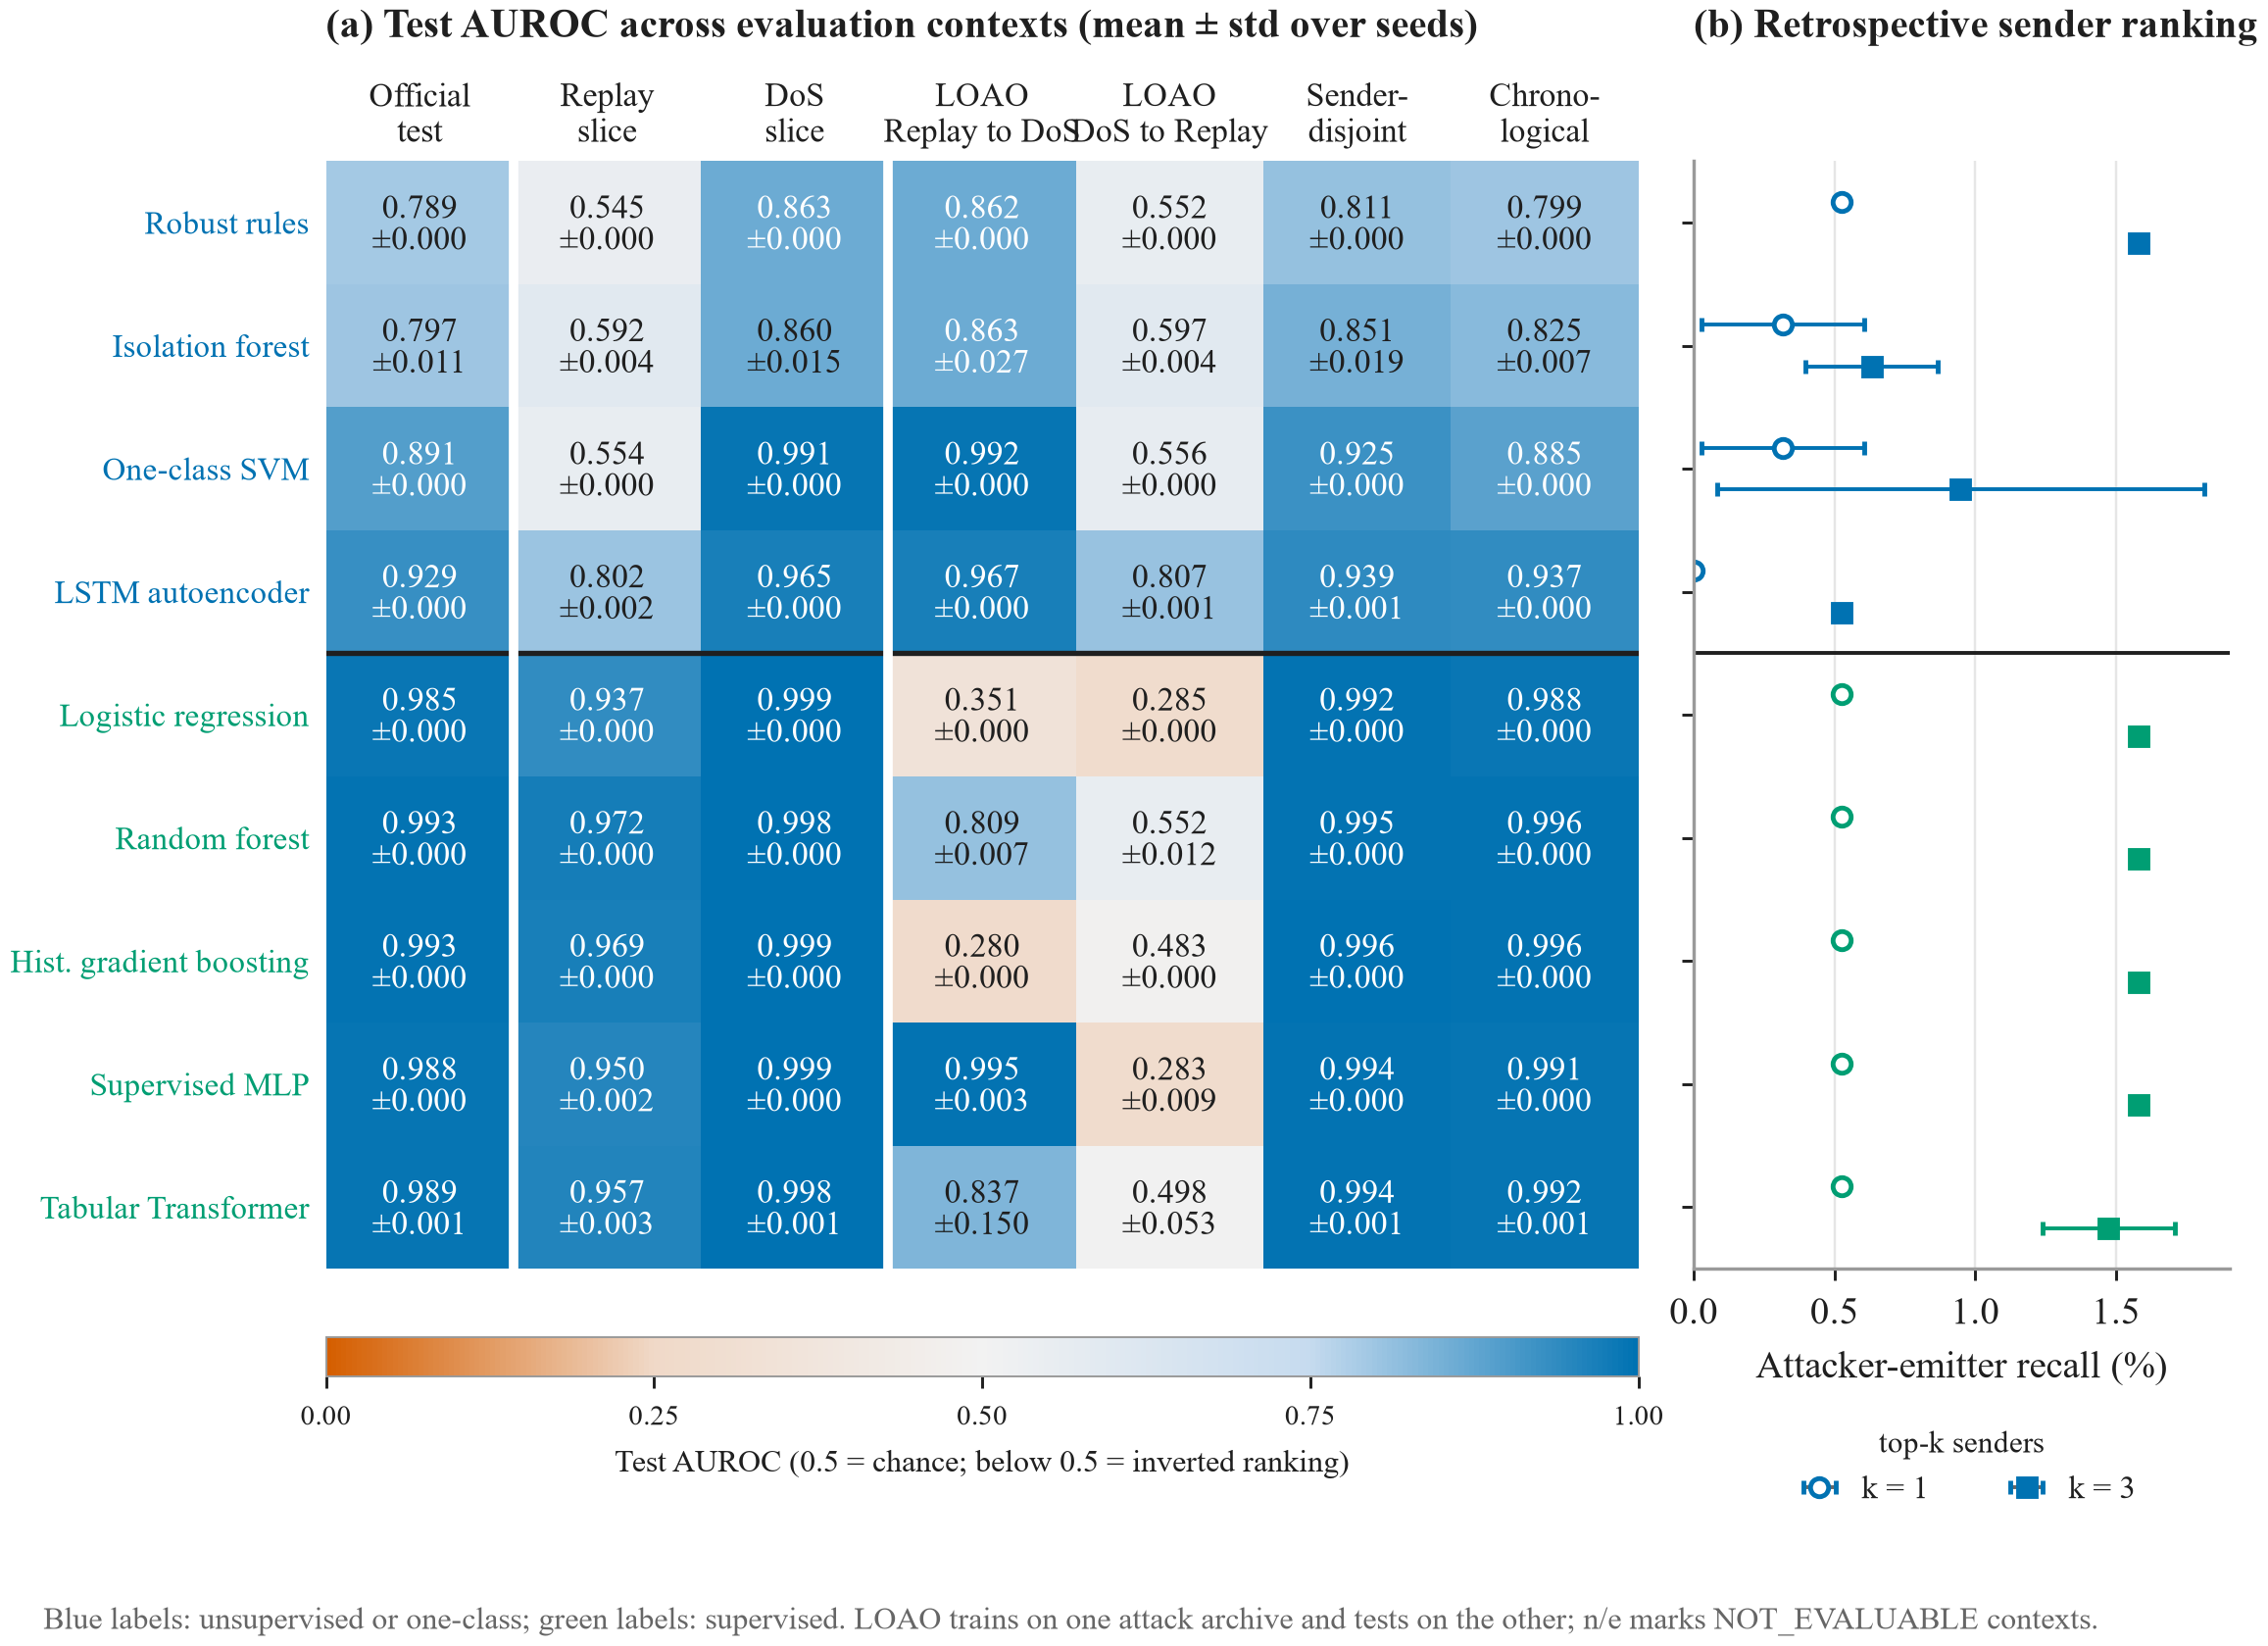 (a) Test AUROC across evaluation contexts (mean ± std over seeds)
(b) Retrospective sender ranking
Official
test
Replay
slice
DoS
slice
LOAO
Replay to DoS
LOAO
DoS to Replay
Sender-
disjoint
Chrono-
logical
Robust rules
0.789 0.545 0.863 0.862 0.552 0.811 0.799
±0.000 ±0.000 ±0.000 ±0.000 ±0.000 ±0.000 ±0.000
Isolation forest
0.797 0.592 0.860 0.863 0.597 0.851 0.825
±0.011 ±0.004 ±0.015 ±0.027 ±0.004 ±0.019 ±0.007
One-class SVM
0.891 0.554 0.991 0.992 0.556 0.925 0.885
±0.000 ±0.000 ±0.000 ±0.000 ±0.000 ±0.000 ±0.000
LSTM autoencoder
0.929 0.802 0.965 0.967 0.807 0.939 0.937
±0.000 ±0.002 ±0.000 ±0.000 ±0.001 ±0.001 ±0.000
Logistic regression
0.985 0.937 0.999 0.351 0.285 0.992 0.988
±0.000 ±0.000 ±0.000 ±0.000 ±0.000 ±0.000 ±0.000
Random forest
0.993 0.972 0.998 0.809 0.552 0.995 0.996
±0.000 ±0.000 ±0.000 ±0.007 ±0.012 ±0.000 ±0.000
Hist. gradient boosting
0.993 0.969 0.999 0.280 0.483 0.996 0.996
±0.000 ±0.000 ±0.000 ±0.000 ±0.000 ±0.000 ±0.000
Supervised MLP
0.988 0.950 0.999 0.995 0.283 0.994 0.991
±0.000 ±0.002 ±0.000 ±0.003 ±0.009 ±0.000 ±0.000
Tabular Transformer
0.989 0.957 0.998 0.837 0.498 0.994 0.992
±0.001 ±0.003 ±0.001 ±0.150 ±0.053 ±0.001 ±0.001
0.00 0.25 0.50 0.75 1.00
Test AUROC (0.5 = chance; below 0.5 = inverted ranking)
0.0 0.5 1.0 1.5
Attacker-emitter recall (%)
top-k senders
k = 1 k = 3
Blue labels: unsupervised or one-class; green labels: supervised. LOAO trains on one attack archive and tests on the other; n/e marks NOT_EVALUABLE contexts.